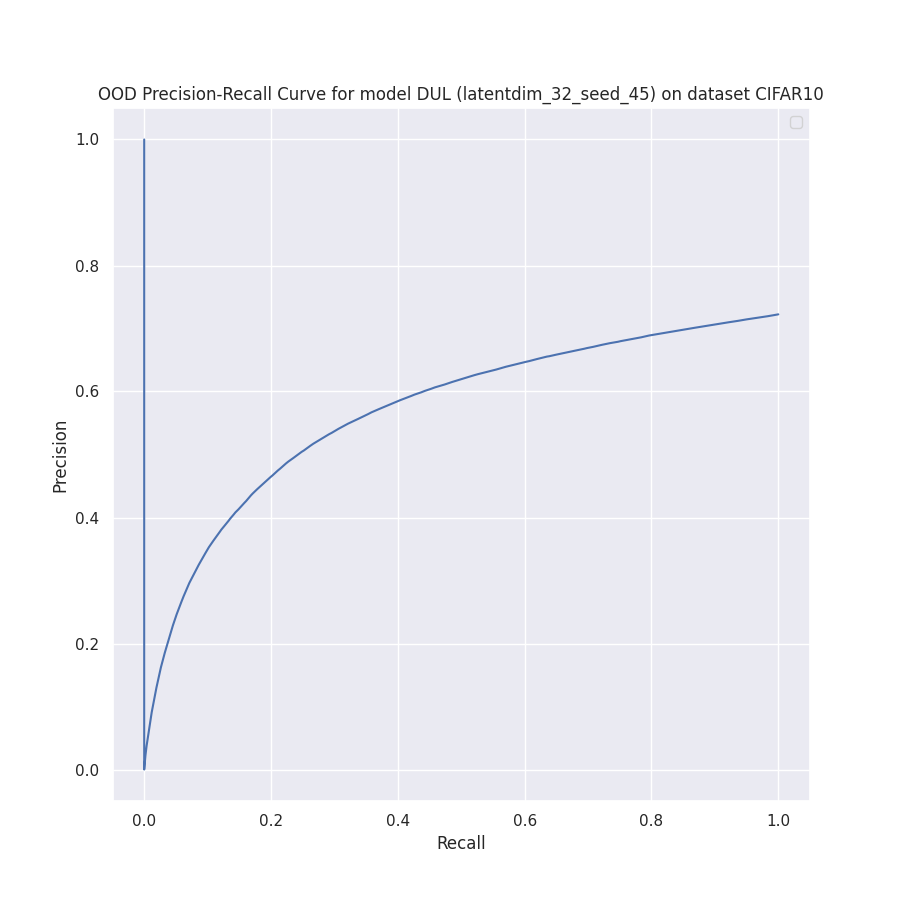 OOD Precision-Recall Curve for model DUL (latentdim_32_seed_45) on dataset CIFAR10
1.0
0.8
0.6
0.4
0.2
0.0
Precision
0.0 0.2 0.4 0.6 0.8 1.0
Recall